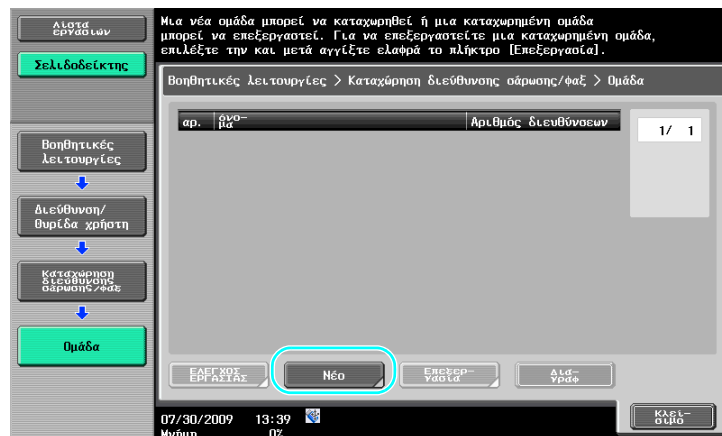 Λίστα
εργασιών
Μια νέα ομάδα μπορεί να καταχωρηθεί ή μια καταχωρημένη ομάδα
μπορεί να επεξεργαστεί. Για να επεξεργαστείτε μια καταχωρημένη ομάδα,
επιλέξτε την και μετά αγγίξτε ελαφρά το πλήκτρο [Επεξεργασία].
Σελιδοδείκτης
Βοηθητικές λειτουργίες > Καταχώρηση διεύθυνσης σάρωσης/φαξ > Ομάδα
αρ.
όνο-
μα
Αριθμός διευθύνσεων
1/ 1
Βοηθητικές
λειτουργίες
Διεύθυνση/
Θυρίδα χρήστη
Καταχώρηση
διεύθυνσης
σάρωσης/φαξ
Ομάδα
ΕΛΕΓΧΟΣ
ΕΡΓΑΣΙΑΣ
Νέο
Επεξερ-
γασία
Δια-
γραφ
07/30/2009 13:39
Μνήμη 0%
Κλεί-
σιμο